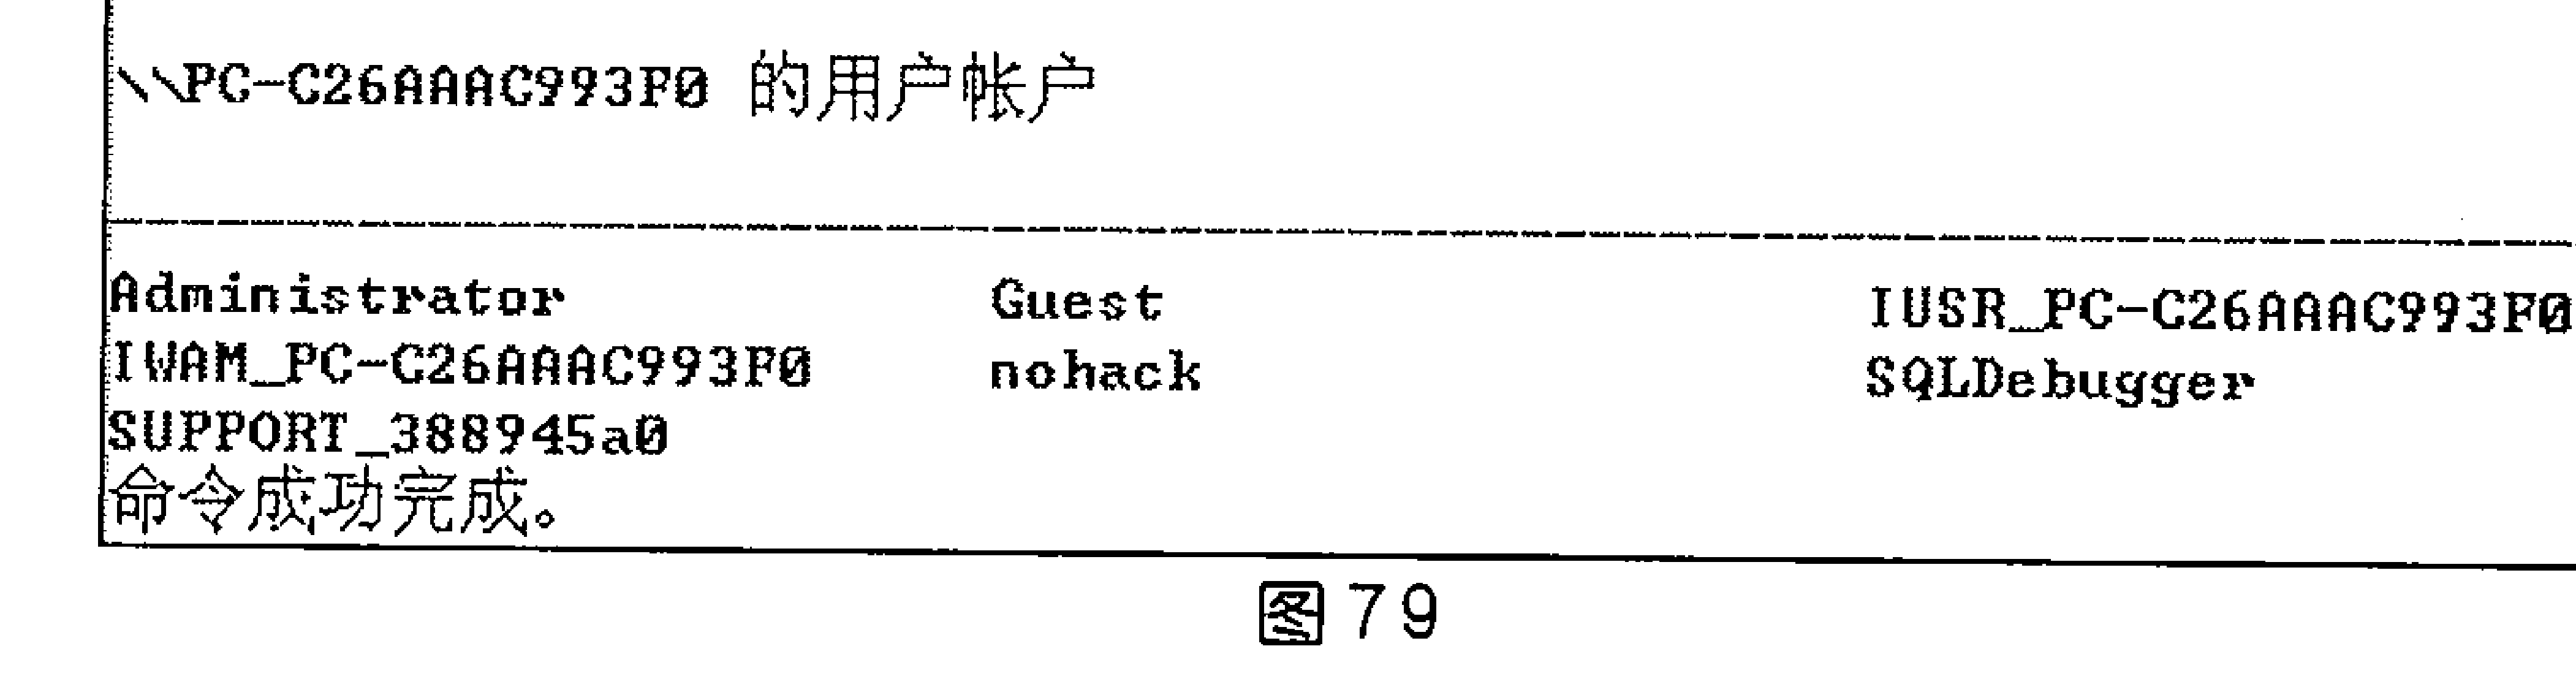 \\PC-C26AAAC993F0 的用户帐户
Administrator Guest IUSR_PC-C26AAAC993F0
IWAM_PC-C26AAAC993F0 nohack SQLDebugger
SUPPORT_388945a0
命令成功完成。
图 79